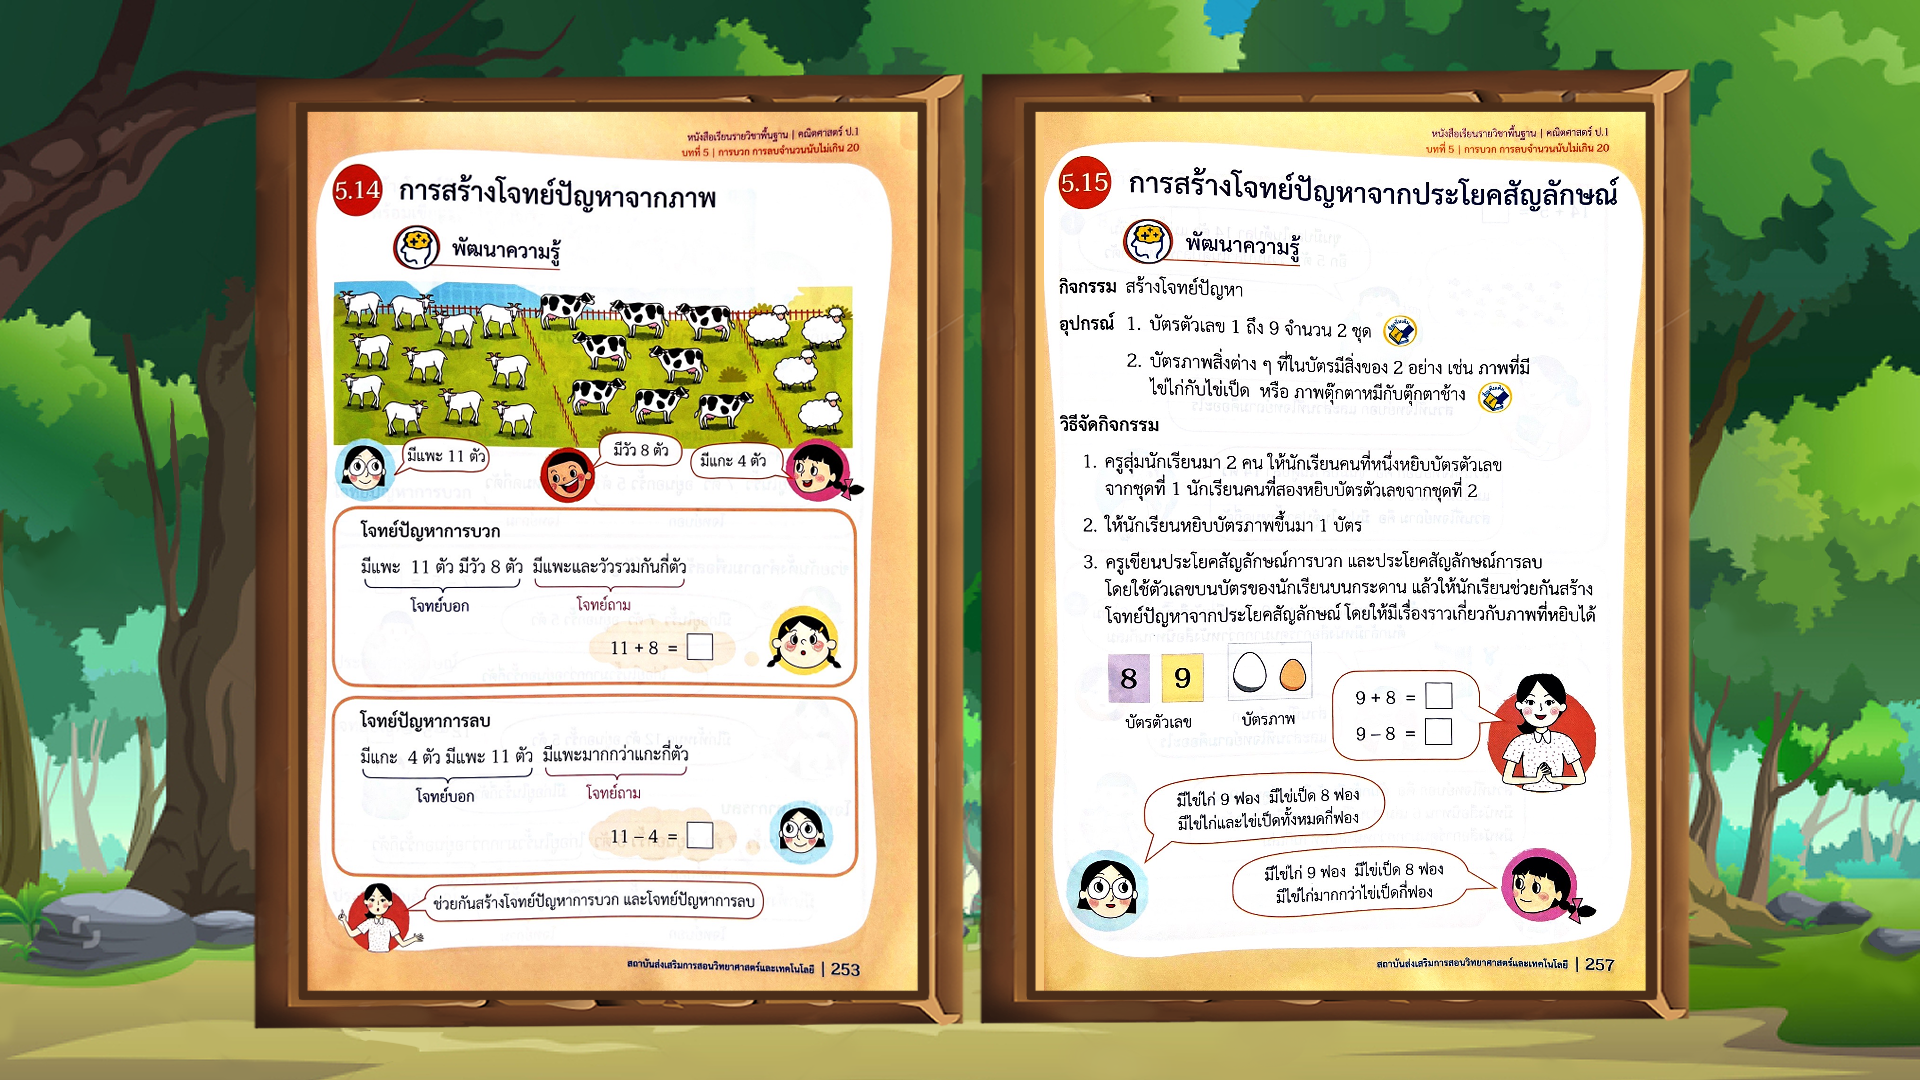 หนังสือเรียนรายวิชาพื้นฐาน | คณิตศาสตร์ ป.1
บทที่ 5 | การบวก การลบจำนวนนับไม่เกิน 20
5.14 การสร้างโจทย์ปัญหาจากภาพ
พัฒนาความรู้
มีแพะ 11 ตัว
มีวัว 8 ตัว
มีแกะ 4 ตัว
โจทย์ปัญหาการบวก
มีแพะ 11 ตัว มีวัว 8 ตัว มีแพะและวัวรวมกันกี่ตัว
โจทย์บอก โจทย์ถาม
11 + 8 =
โจทย์ปัญหาการลบ
มีแกะ 4 ตัว มีแพะ 11 ตัว มีแพะมากกว่าแกะกี่ตัว
โจทย์บอก โจทย์ถาม
11 – 4 =
ช่วยกันสร้างโจทย์ปัญหาการบวก และโจทย์ปัญหาการลบ
สถาบันส่งเสริมการสอนวิทยาศาสตร์และเทคโนโลยี | 253
หนังสือเรียนรายวิชาพื้นฐาน | คณิตศาสตร์ ป.1
บทที่ 5 | การบวก การลบจำนวนนับไม่เกิน 20
5.15 การสร้างโจทย์ปัญหาจากประโยคสัญลักษณ์
พัฒนาความรู้
กิจกรรม สร้างโจทย์ปัญหา
อุปกรณ์ 1. บัตรตัวเลข 1 ถึง 9 จำนวน 2 ชุด
2. บัตรภาพสิ่งต่าง ๆ ที่ในบัตรมีสิ่งของ 2 อย่าง เช่น ภาพที่มี
ไข่ไก่กับไข่เป็ด หรือ ภาพตุ๊กตาหมีกับตุ๊กตาช้าง
วิธีจัดกิจกรรม
1. ครูสุ่มนักเรียนมา 2 คน ให้นักเรียนคนที่หนึ่งหยิบบัตรตัวเลข
จากชุดที่ 1 นักเรียนคนที่สองหยิบบัตรตัวเลขจากชุดที่ 2
2. ให้นักเรียนหยิบบัตรภาพขึ้นมา 1 บัตร
3. ครูเขียนประโยคสัญลักษณ์การบวก และประโยคสัญลักษณ์การลบ
โดยใช้ตัวเลขบนบัตรของนักเรียนบนกระดาน แล้วให้นักเรียนช่วยกันสร้าง
โจทย์ปัญหาจากประโยคสัญลักษณ์ โดยให้มีเรื่องราวเกี่ยวกับภาพที่หยิบได้
8 9
บัตรตัวเลข บัตรภาพ
9 + 8 =
9 – 8 =
มีไข่ไก่ 9 ฟอง มีไข่เป็ด 8 ฟอง
มีไข่ไก่และไข่เป็ดทั้งหมดกี่ฟอง
มีไข่ไก่ 9 ฟอง มีไข่เป็ด 8 ฟอง
มีไข่ไก่มากกว่าไข่เป็ดกี่ฟอง
สถาบันส่งเสริมการสอนวิทยาศาสตร์และเทคโนโลยี | 257